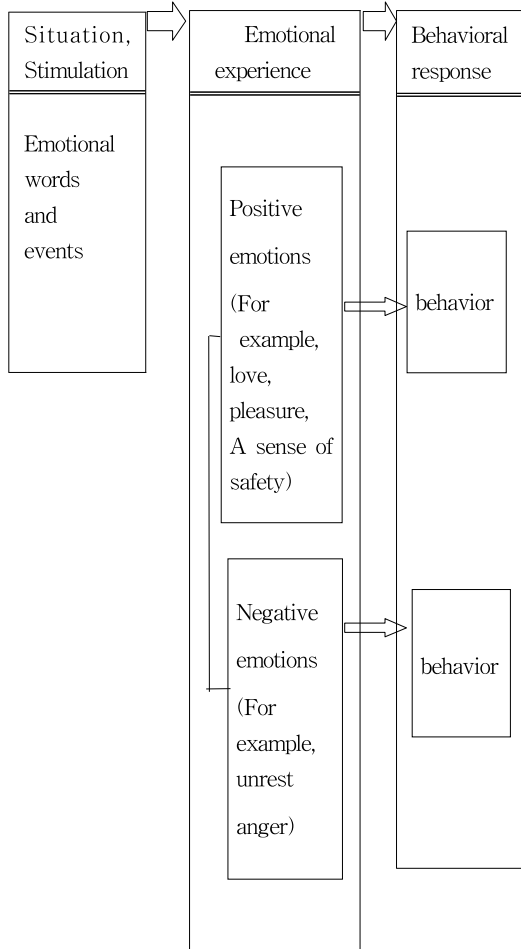 Situation,
Stimulation
Emotional
words
and
events
Emotional
experience
Positive
emotions
(For
example,
love,
pleasure,
A sense of
safety)
Negative
emotions
(For
example,
unrest
anger)
Behavioral
response
behavior
behavior